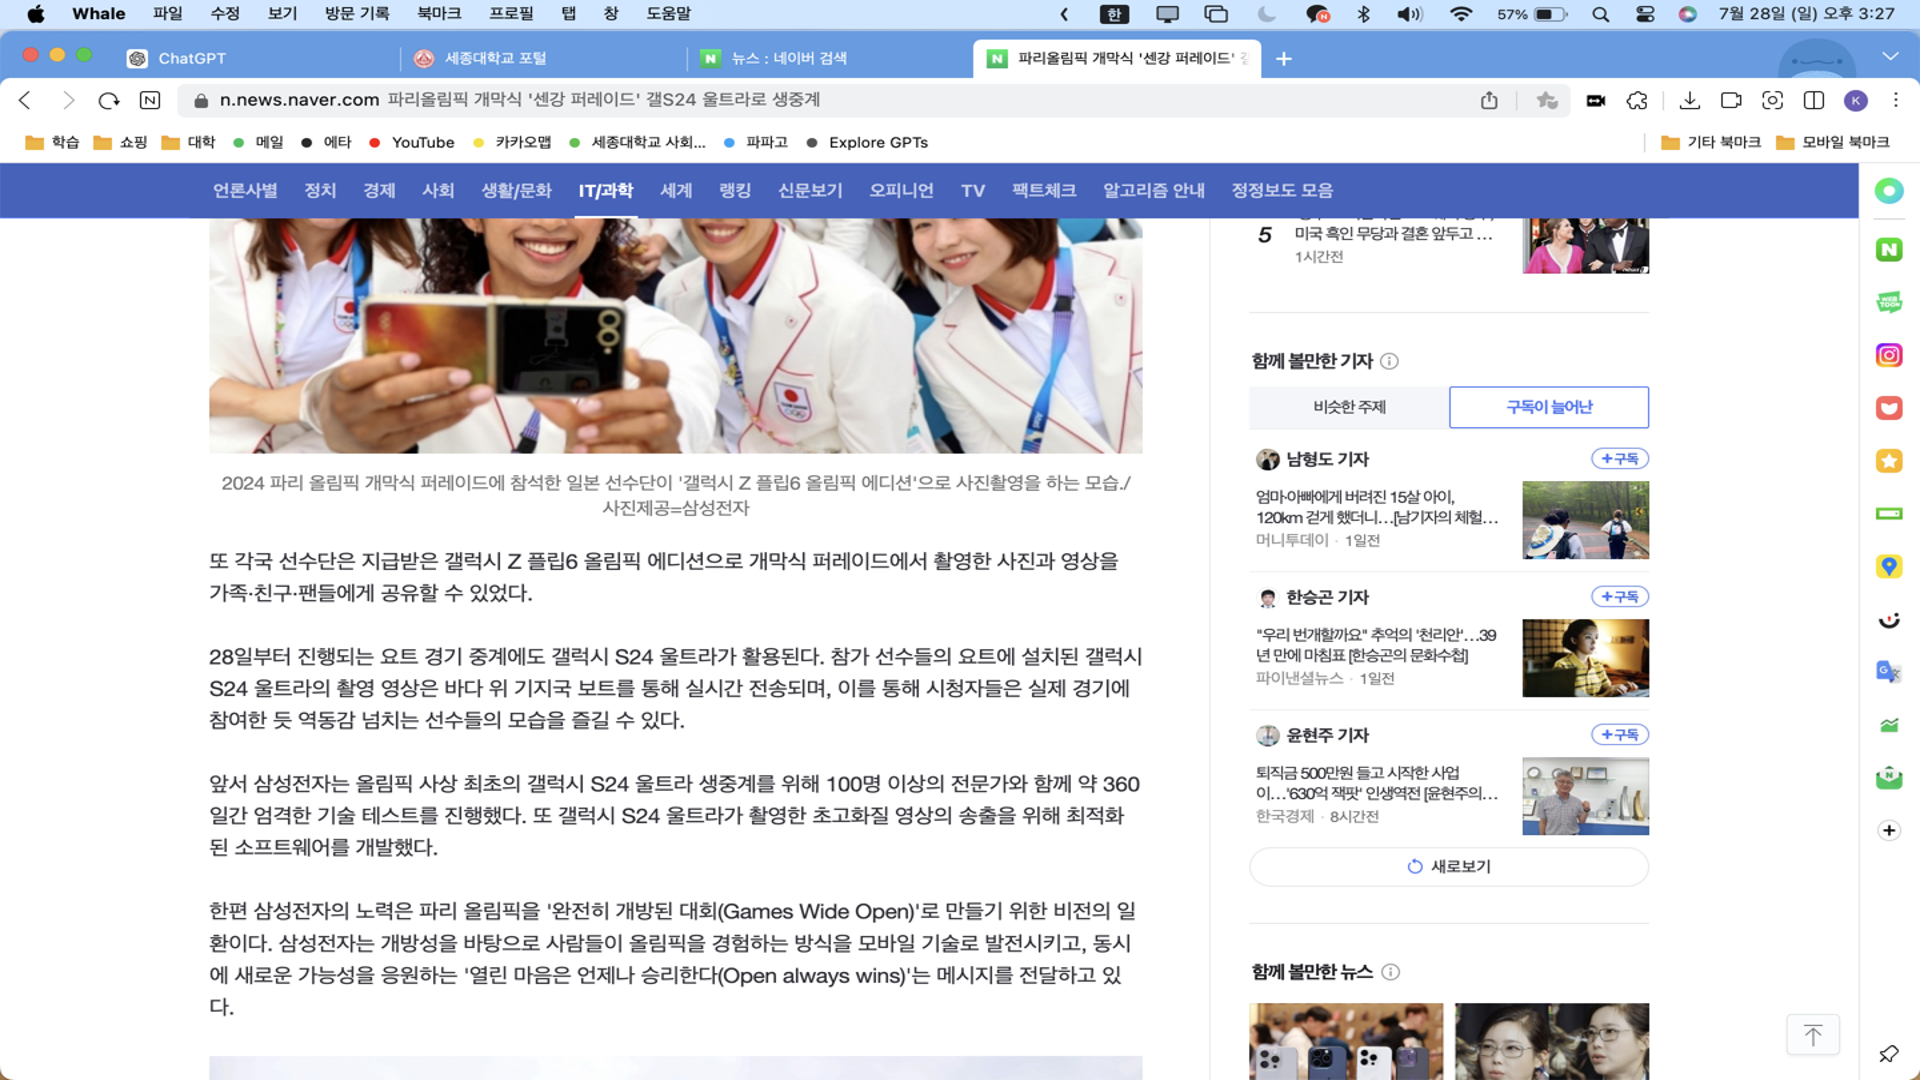 Whale 파일 수정 보기 방문 기록 북마크 프로필 탭 창 도움말 한 N 57% 7월 28일 (일) 오후 3:27
ChatGPT 세종대학교 포털 N 뉴스 : 네이버 검색 N 파리올림픽 개막식 '센강 퍼레이드'
N n.news.naver.com 파리올림픽 개막식 '센강 퍼레이드' 갤S24 울트라로 생중계 K
학습 쇼핑 대학 메일 에타 YouTube 카카오맵 세종대학교 사회... 파파고 Explore GPTs 기타 북마크 모바일 북마크
언론사별 정치 경제 사회 생활/문화 IT/과학 세계 랭킹 신문보기 오피니언 TV 팩트체크 알고리즘 안내 정정보도 모음
TEAM JAPAN
2024 파리 올림픽 개막식 퍼레이드에 참석한 일본 선수단이 '갤럭시 Z 플립6 올림픽 에디션'으로 사진촬영을 하는 모습./
사진제공=삼성전자
또 각국 선수단은 지급받은 갤럭시 Z 플립6 올림픽 에디션으로 개막식 퍼레이드에서 촬영한 사진과 영상을
가족·친구·팬들에게 공유할 수 있었다.
28일부터 진행되는 요트 경기 중계에도 갤럭시 S24 울트라가 활용된다. 참가 선수들의 요트에 설치된 갤럭시
S24 울트라의 촬영 영상은 바다 위 기지국 보트를 통해 실시간 전송되며, 이를 통해 시청자들은 실제 경기에
참여한 듯 역동감 넘치는 선수들의 모습을 즐길 수 있다.
앞서 삼성전자는 올림픽 사상 최초의 갤럭시 S24 울트라 생중계를 위해 100명 이상의 전문가와 함께 약 360
일간 엄격한 기술 테스트를 진행했다. 또 갤럭시 S24 울트라가 촬영한 초고화질 영상의 송출을 위해 최적화
된 소프트웨어를 개발했다.
한편 삼성전자의 노력은 파리 올림픽을 '완전히 개방된 대회(Games Wide Open)'로 만들기 위한 비전의 일
환이다. 삼성전자는 개방성을 바탕으로 사람들이 올림픽을 경험하는 방식을 모바일 기술로 발전시키고, 동시
에 새로운 가능성을 응원하는 '열린 마음은 언제나 승리한다(Open always wins)'는 메시지를 전달하고 있
다.
5 미국 흑인 무당과 결혼 앞두고 ...
1시간전
함께 볼만한 기자
비슷한 주제 구독이 늘어난
남형도 기자 +구독
엄마·아빠에게 버려진 15살 아이,
120km 걷게 했더니...[남기자의 체헐...
머니투데이 · 1일전
한승곤 기자 +구독
"우리 번개할까요" 추억의 '천리안'...39
년 만에 마침표 [한승곤의 문화수첩]
파이낸셜뉴스 · 1일전
윤현주 기자 +구독
퇴직금 500만원 들고 시작한 사업
이...'630억 잭팟' 인생역전 [윤현주의...
한국경제 · 8시간전
새로보기
함께 볼만한 뉴스
N
WEB
TOON
G
N